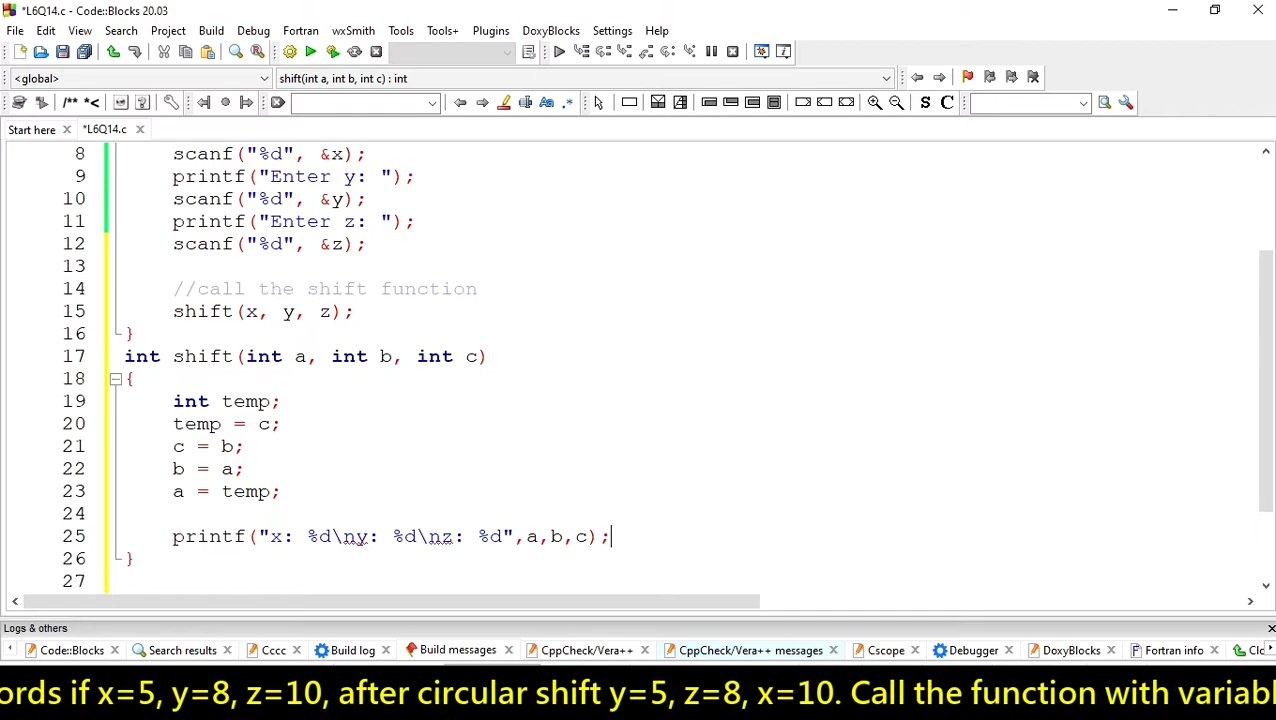 *L6Q14.c - Code::Blocks 20.03
File Edit View Search Project Build Debug Fortran wxSmith Tools Tools+ Plugins DoxyBlocks Settings Help
<global> shift(int a, int b, int c) : int
/** *< Aa .* S C
Start here *L6Q14.c
8 scanf("%d", &x);
9 printf("Enter y: ");
10 scanf("%d", &y);
11 printf("Enter z: ");
12 scanf("%d", &z);
13
14 //call the shift function
15 shift(x, y, z);
16 }
17 int shift(int a, int b, int c)
18 {
19 int temp;
20 temp = c;
21 c = b;
22 b = a;
23 a = temp;
24
25 printf("x: %d\ny: %d\nz: %d",a,b,c);
26 }
27
Logs & others
Code::Blocks Search results Cccc Build log Build messages CppCheck/Vera++ CppCheck/Vera++ messages Cscope Debugger DoxyBlocks Fortran info Clo
ords if x=5, y=8, z=10, after circular shift y=5, z=8, x=10. Call the function with variabl